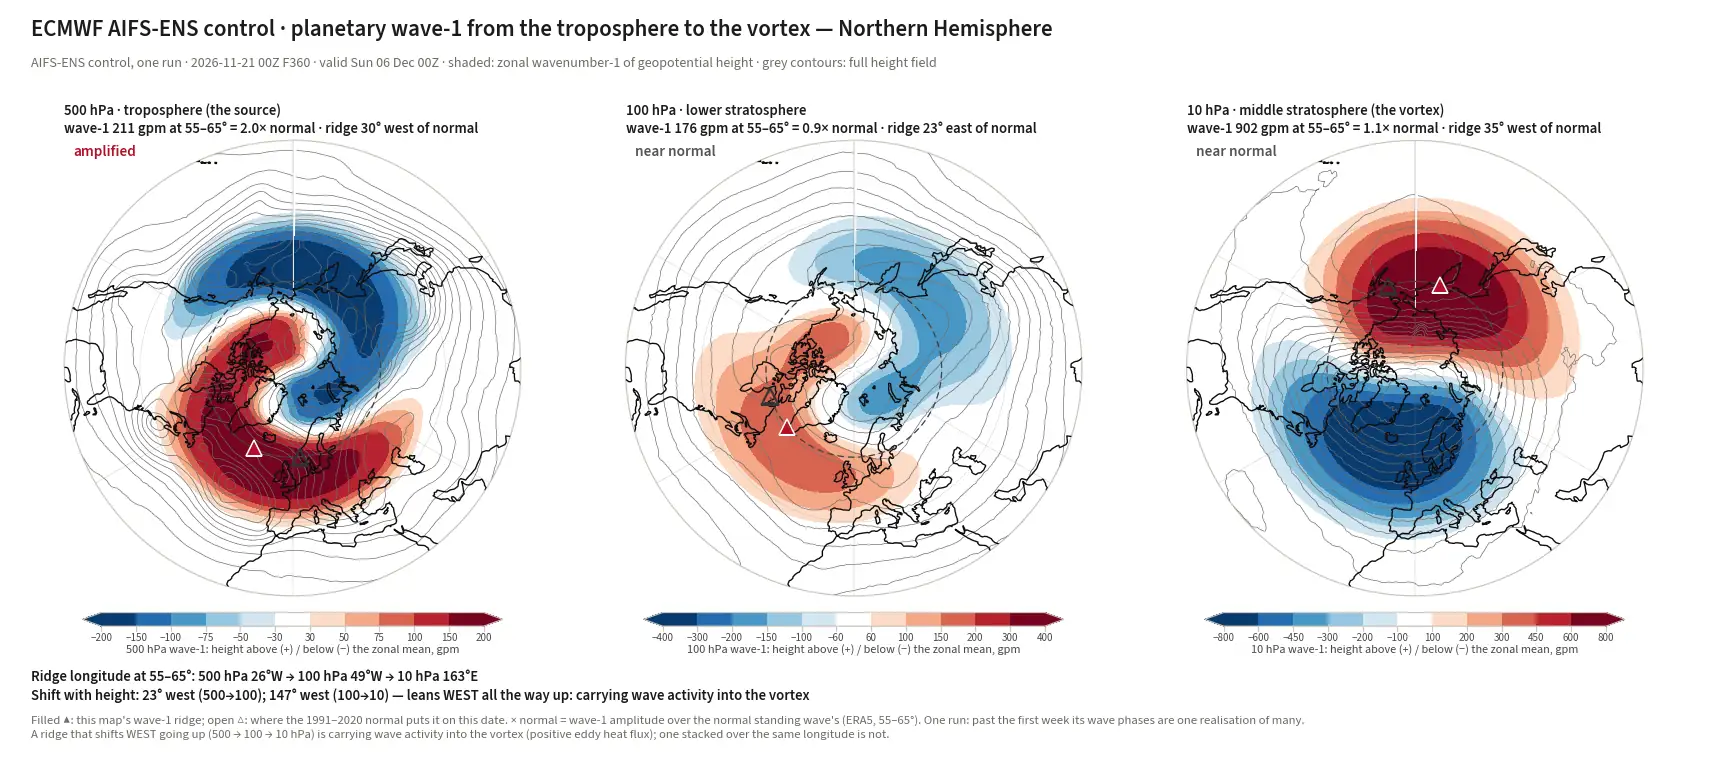 ECMWF AIFS-ENS control · planetary wave-1 from the troposphere to the vortex — Northern Hemisphere
AIFS-ENS control, one run · 2026-11-21 00Z F360 · valid Sun 06 Dec 00Z · shaded: zonal wavenumber-1 of geopotential height · grey contours: full height field
500 hPa · troposphere (the source)
wave-1 211 gpm at 55–65° = 2.0× normal · ridge 30° west of normal
amplified
100 hPa · lower stratosphere
wave-1 176 gpm at 55–65° = 0.9× normal · ridge 23° east of normal
near normal
10 hPa · middle stratosphere (the vortex)
wave-1 902 gpm at 55–65° = 1.1× normal · ridge 35° west of normal
near normal
−200 −150 −100 −75 −50 −30 30 50 75 100 150 200
500 hPa wave-1: height above (+) / below (−) the zonal mean, gpm
−400 −300 −200 −150 −100 −60 60 100 150 200 300 400
100 hPa wave-1: height above (+) / below (−) the zonal mean, gpm
−800 −600 −450 −300 −200 −100 100 200 300 450 600 800
10 hPa wave-1: height above (+) / below (−) the zonal mean, gpm
Ridge longitude at 55–65°: 500 hPa 26°W → 100 hPa 49°W → 10 hPa 163°E
Shift with height: 23° west (500→100); 147° west (100→10) — leans WEST all the way up: carrying wave activity into the vortex
Filled ▲: this map's wave-1 ridge; open △: where the 1991–2020 normal puts it on this date. × normal = wave-1 amplitude over the normal standing wave's (ERA5, 55–65°). One run: past the first week its wave phases are one realisation of many.
A ridge that shifts WEST going up (500 → 100 → 10 hPa) is carrying wave activity into the vortex (positive eddy heat flux); one stacked over the same longitude is not.